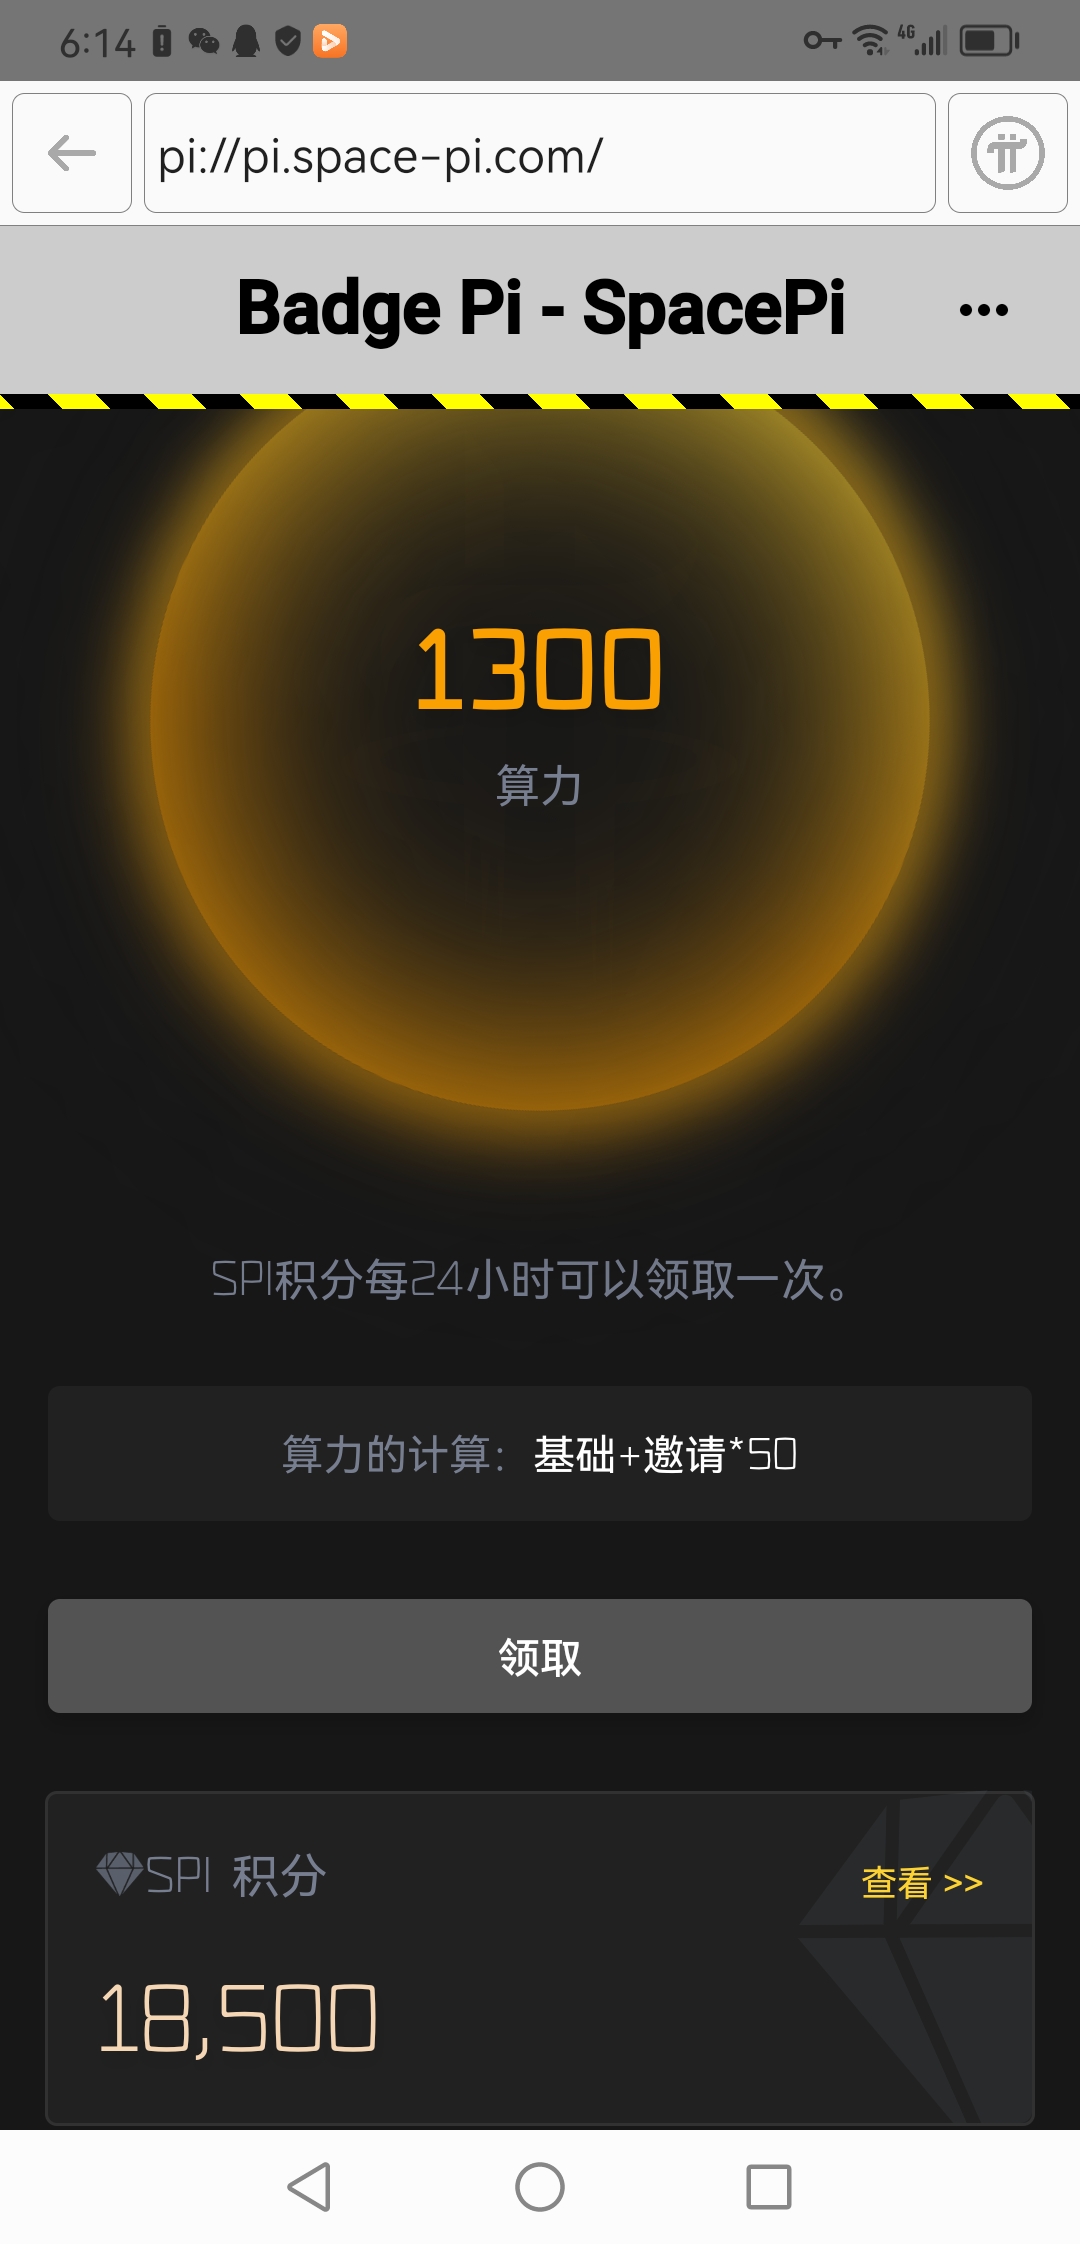 6:14
4G
pi://pi.space-pi.com/
Badge Pi - SpacePi
1300
算力
SPI积分每24小时可以领取一次。
算力的计算: 基础+邀请*50
领取
SPI 积分
查看 >>
18,500